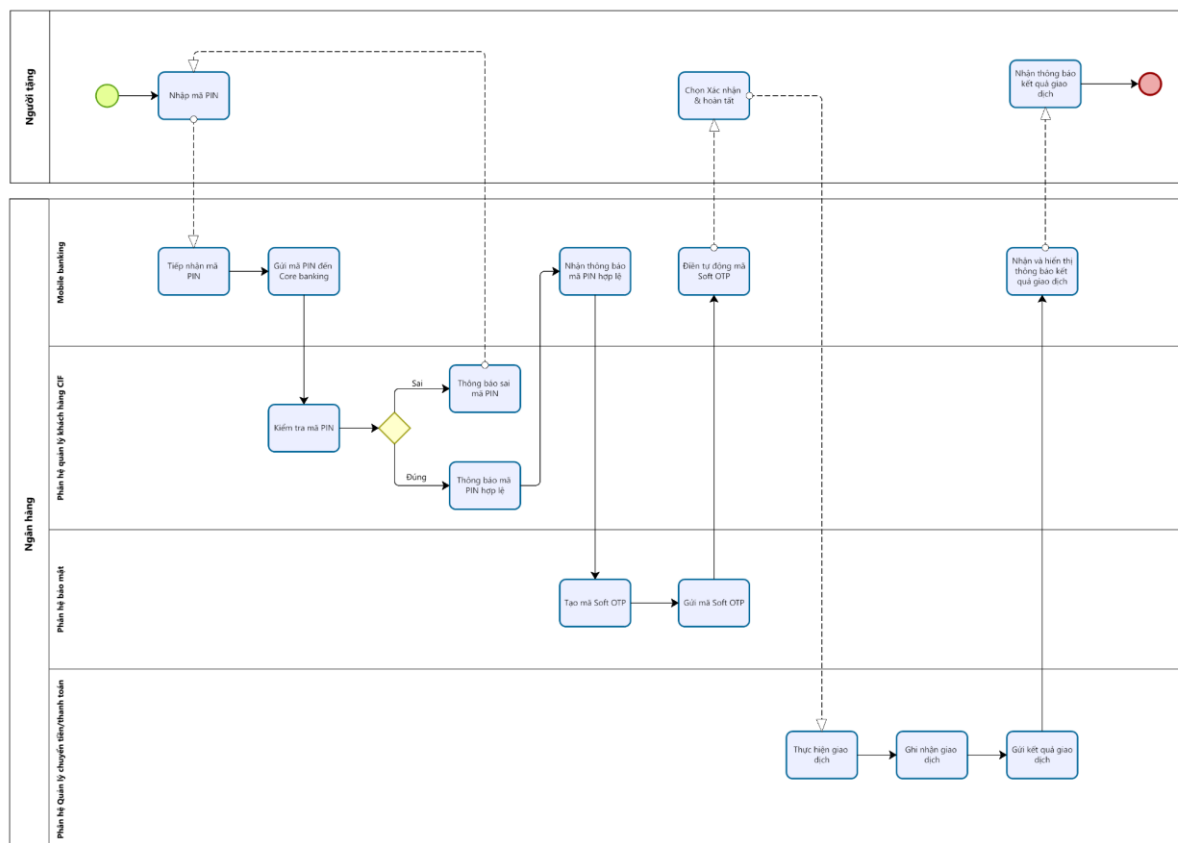 Người tặng
Nhập mã PIN
Chọn Xác nhận
& hoàn tất
Nhận thông báo
kết quả giao
dịch
Ngân hàng
Mobile banking
Tiếp nhận mã
PIN
Gửi mã PIN đến
Core banking
Nhận thông báo
mã PIN hợp lệ
Điền tự động mã
Soft OTP
Nhận và hiển thị
thông báo kết
quả giao dịch
Phân hệ quản lý khách hàng CIF
Kiểm tra mã PIN
Sai
Thông báo sai
mã PIN
Đúng
Thông báo mã
PIN hợp lệ
Phân hệ bảo mật
Tạo mã Soft OTP
Gửi mã Soft OTP
Phân hệ Quản lý chuyển tiền/thanh toán
Thực hiện giao
dịch
Ghi nhận giao
dịch
Gửi kết quả giao
dịch